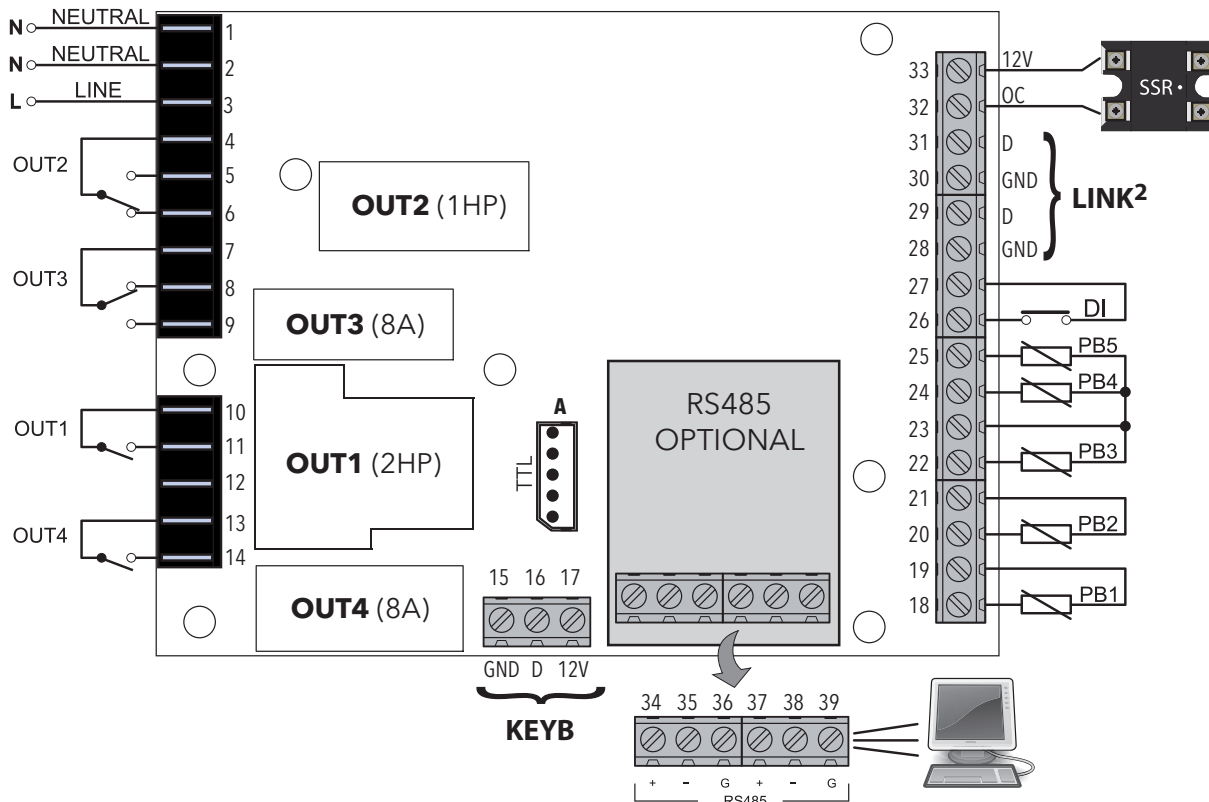 N NEUTRAL 1
N NEUTRAL 2
L LINE 3
OUT2
4
5
6
OUT3
7
8
9
OUT1
10
11
12
OUT4
13
14
OUT2 (1HP)
OUT3 (8A)
OUT1 (2HP)
OUT4 (8A)
A
TTL
15 16 17
GND D 12V
KEYB
RS485
OPTIONAL
33 12V
32 OC
SSR
31 D
30 GND
29 D
28 GND
LINK2
27
26 DI
25 PB5
24 PB4
23
22 PB3
21
20 PB2
19
18 PB1
34 35 36 37 38 39
+ - G + - G
RS485